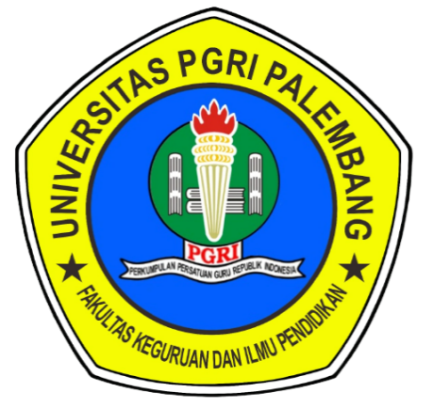 UNIVERSITAS PGRI PALEMBANG
PGRI
PERKUMPULAN PERSATUAN GURU REPUBLIK INDONESIA
FAKULTAS KEGURUAN DAN ILMU PENDIDIKAN